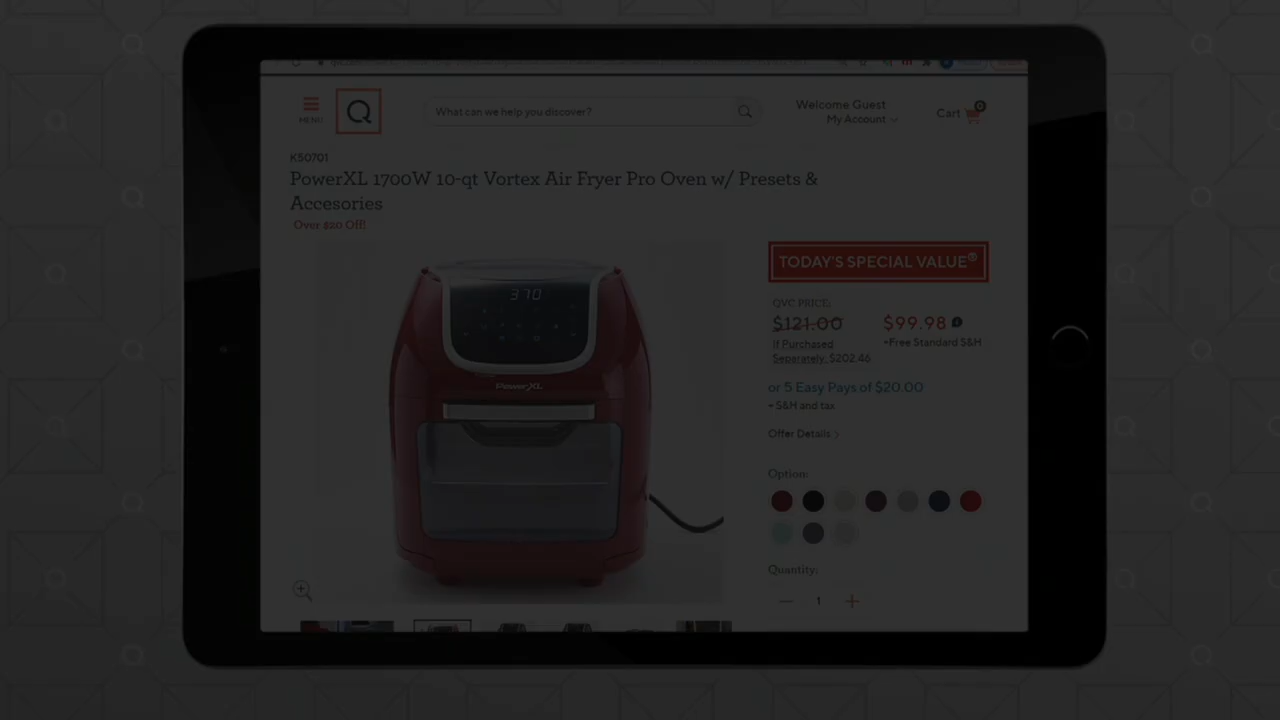 MENU
Q
What can we help you discover?
Welcome Guest
My Account
Cart
0
K50701
PowerXL 1700W 10-qt Vortex Air Fryer Pro Oven w/ Presets &
Accesories
Over $20 Off!
370
PowerXL
TODAY'S SPECIAL VALUE®
QVC PRICE:
$121.00
$99.98
If Purchased
Separately, $202.46
+Free Standard S&H
or 5 Easy Pays of $20.00
+ S&H and tax
Offer Details
Option:
Quantity:
1